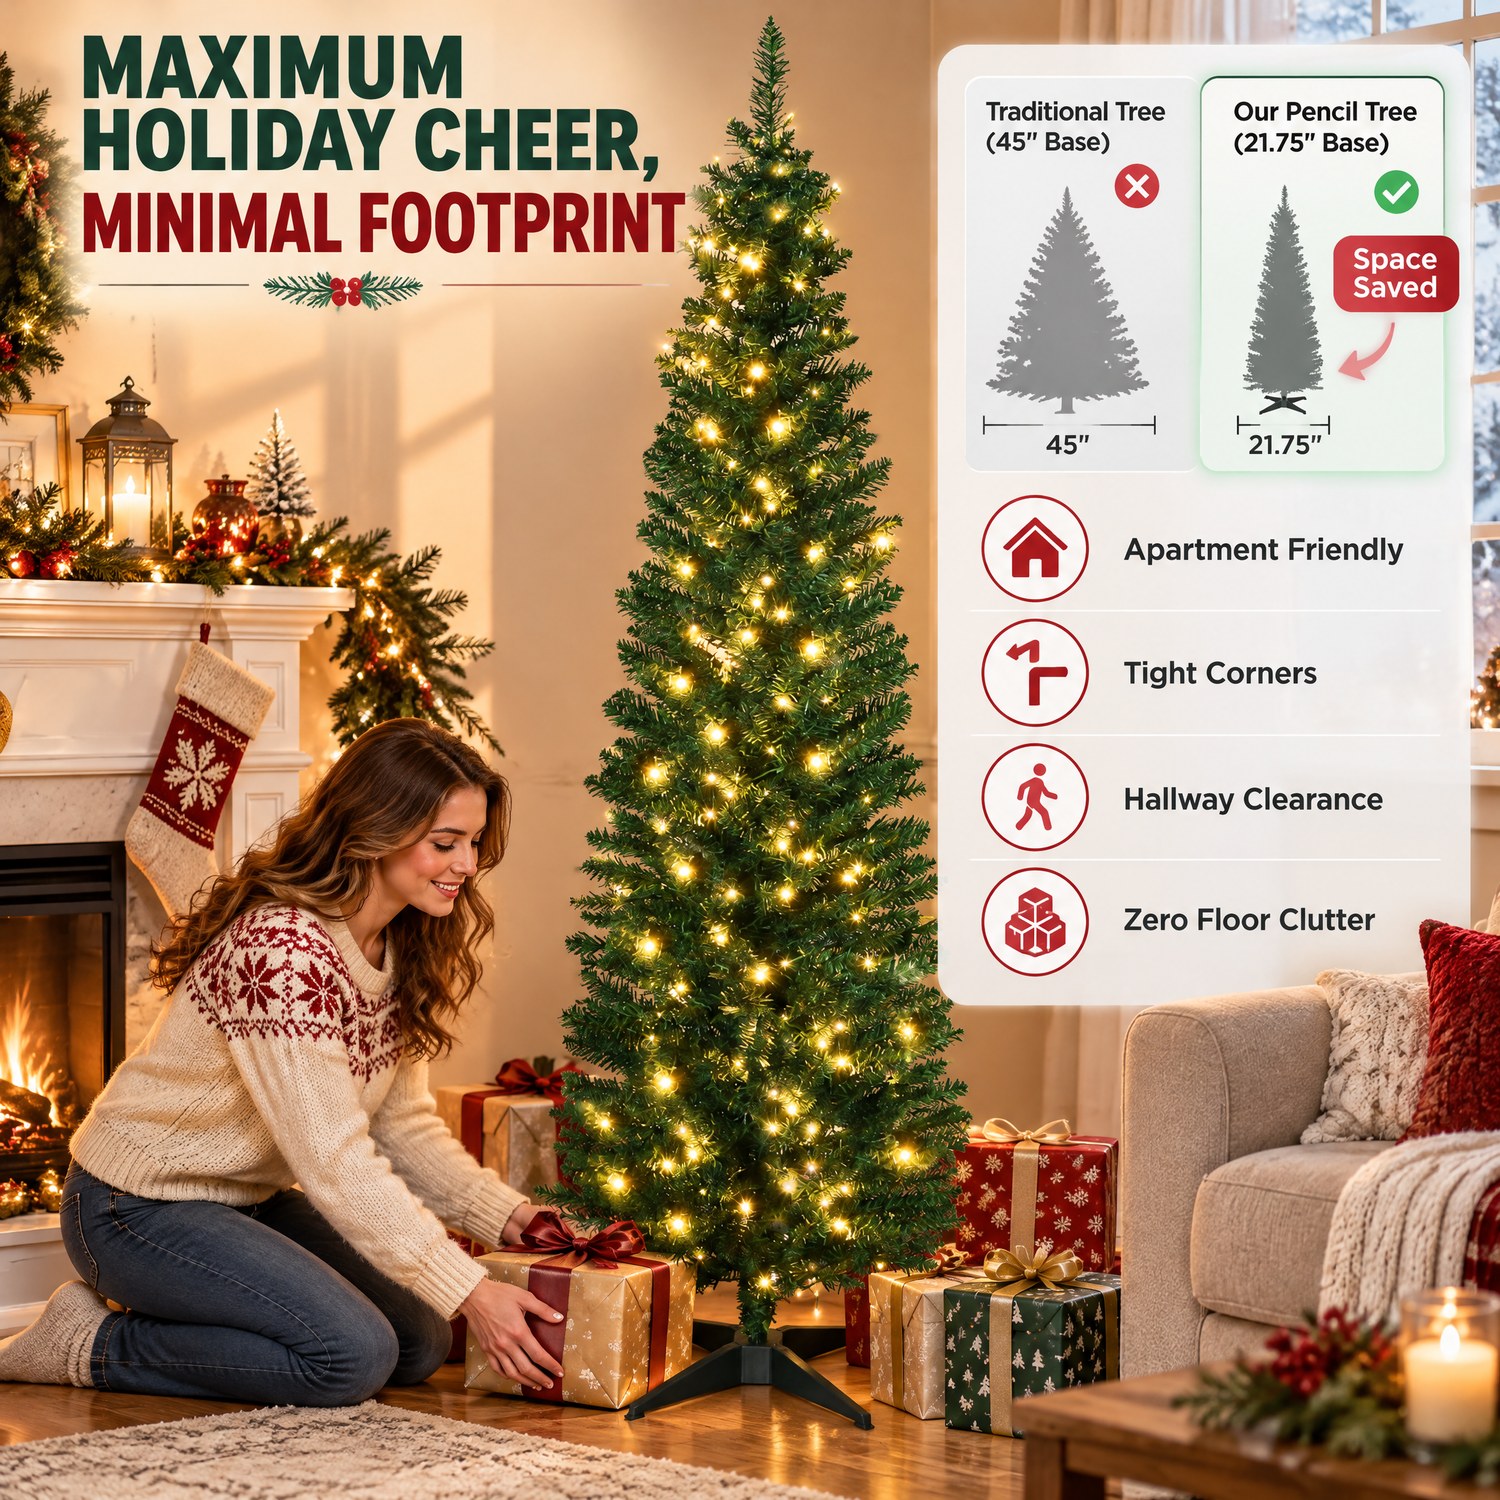 MAXIMUM
HOLIDAY CHEER,
MINIMAL FOOTPRINT
Traditional Tree
(45" Base)
45"
Our Pencil Tree
(21.75" Base)
Space
Saved
21.75"
Apartment Friendly
Tight Corners
Hallway Clearance
Zero Floor Clutter